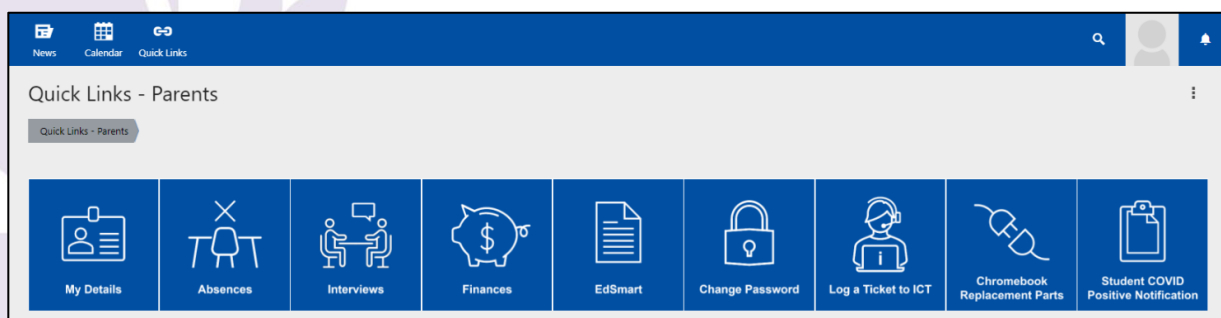 News Calendar Quick Links
Quick Links - Parents
Quick Links - Parents
$
i
My Details Absences Interviews Finances EdSmart Change Password Log a Ticket to ICT Chromebook Replacement Parts Student COVID Positive Notification